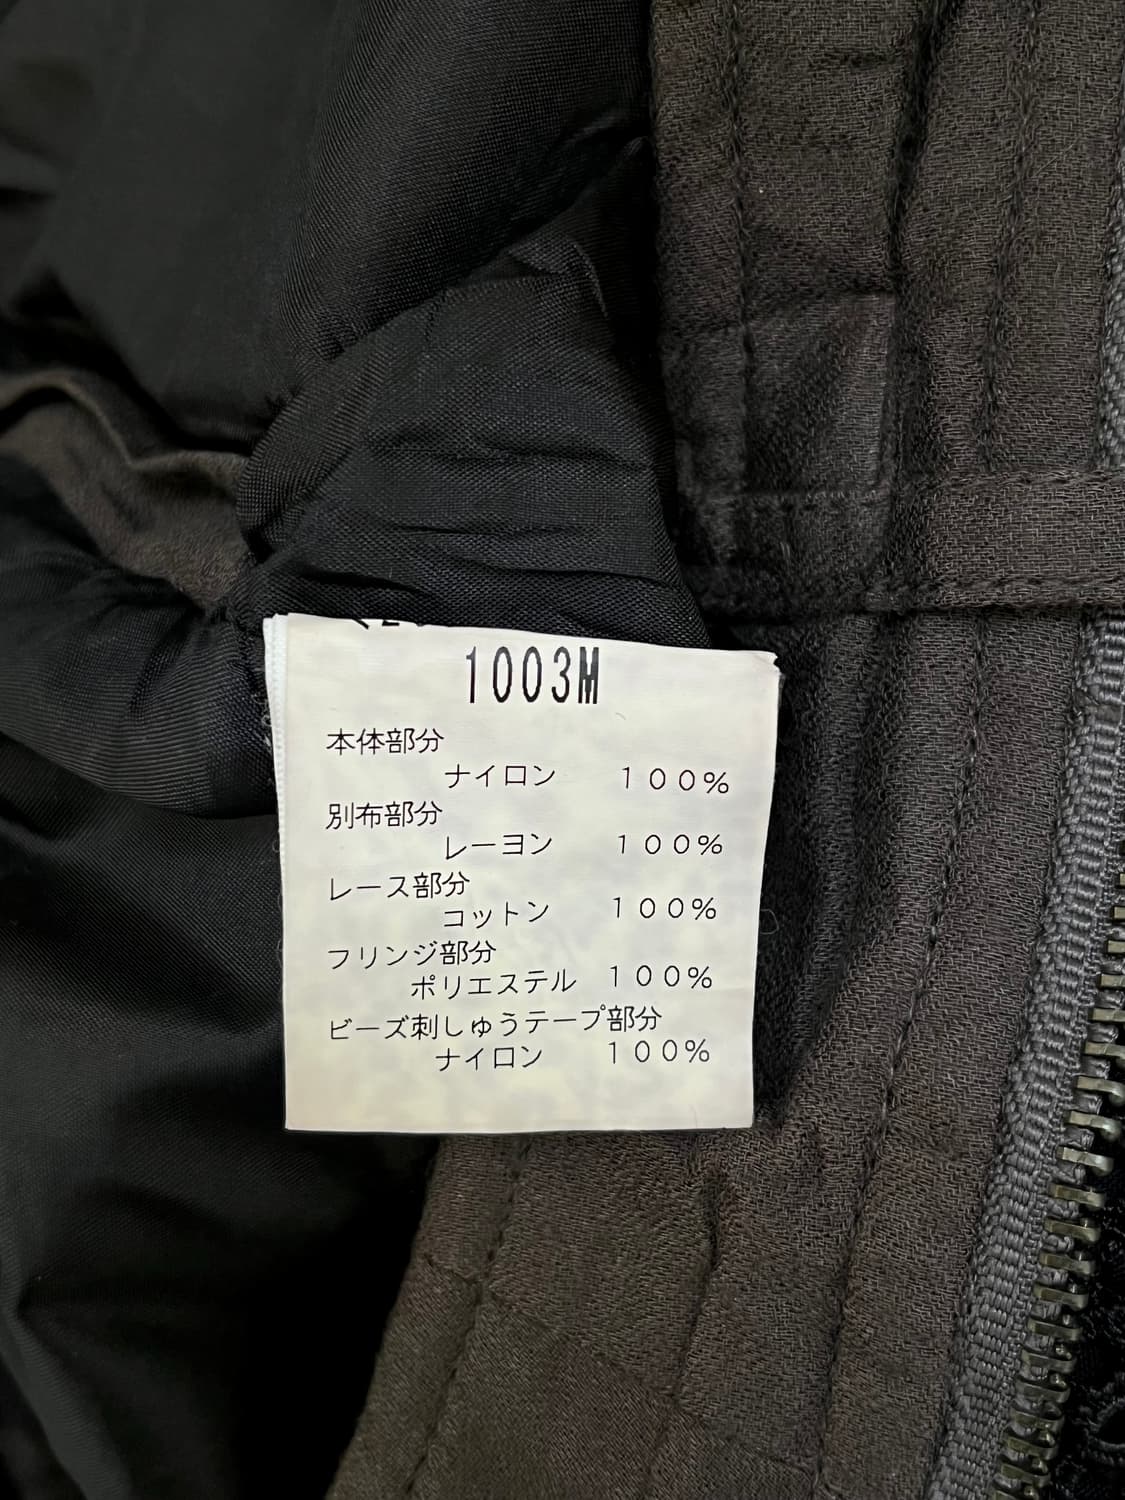 1003M
本体部分
ナイロン １００％
別布部分
レーヨン １００％
レース部分
コットン １００％
フリンジ部分
ポリエステル １００％
ビーズ刺しゅうテープ部分
ナイロン １００％